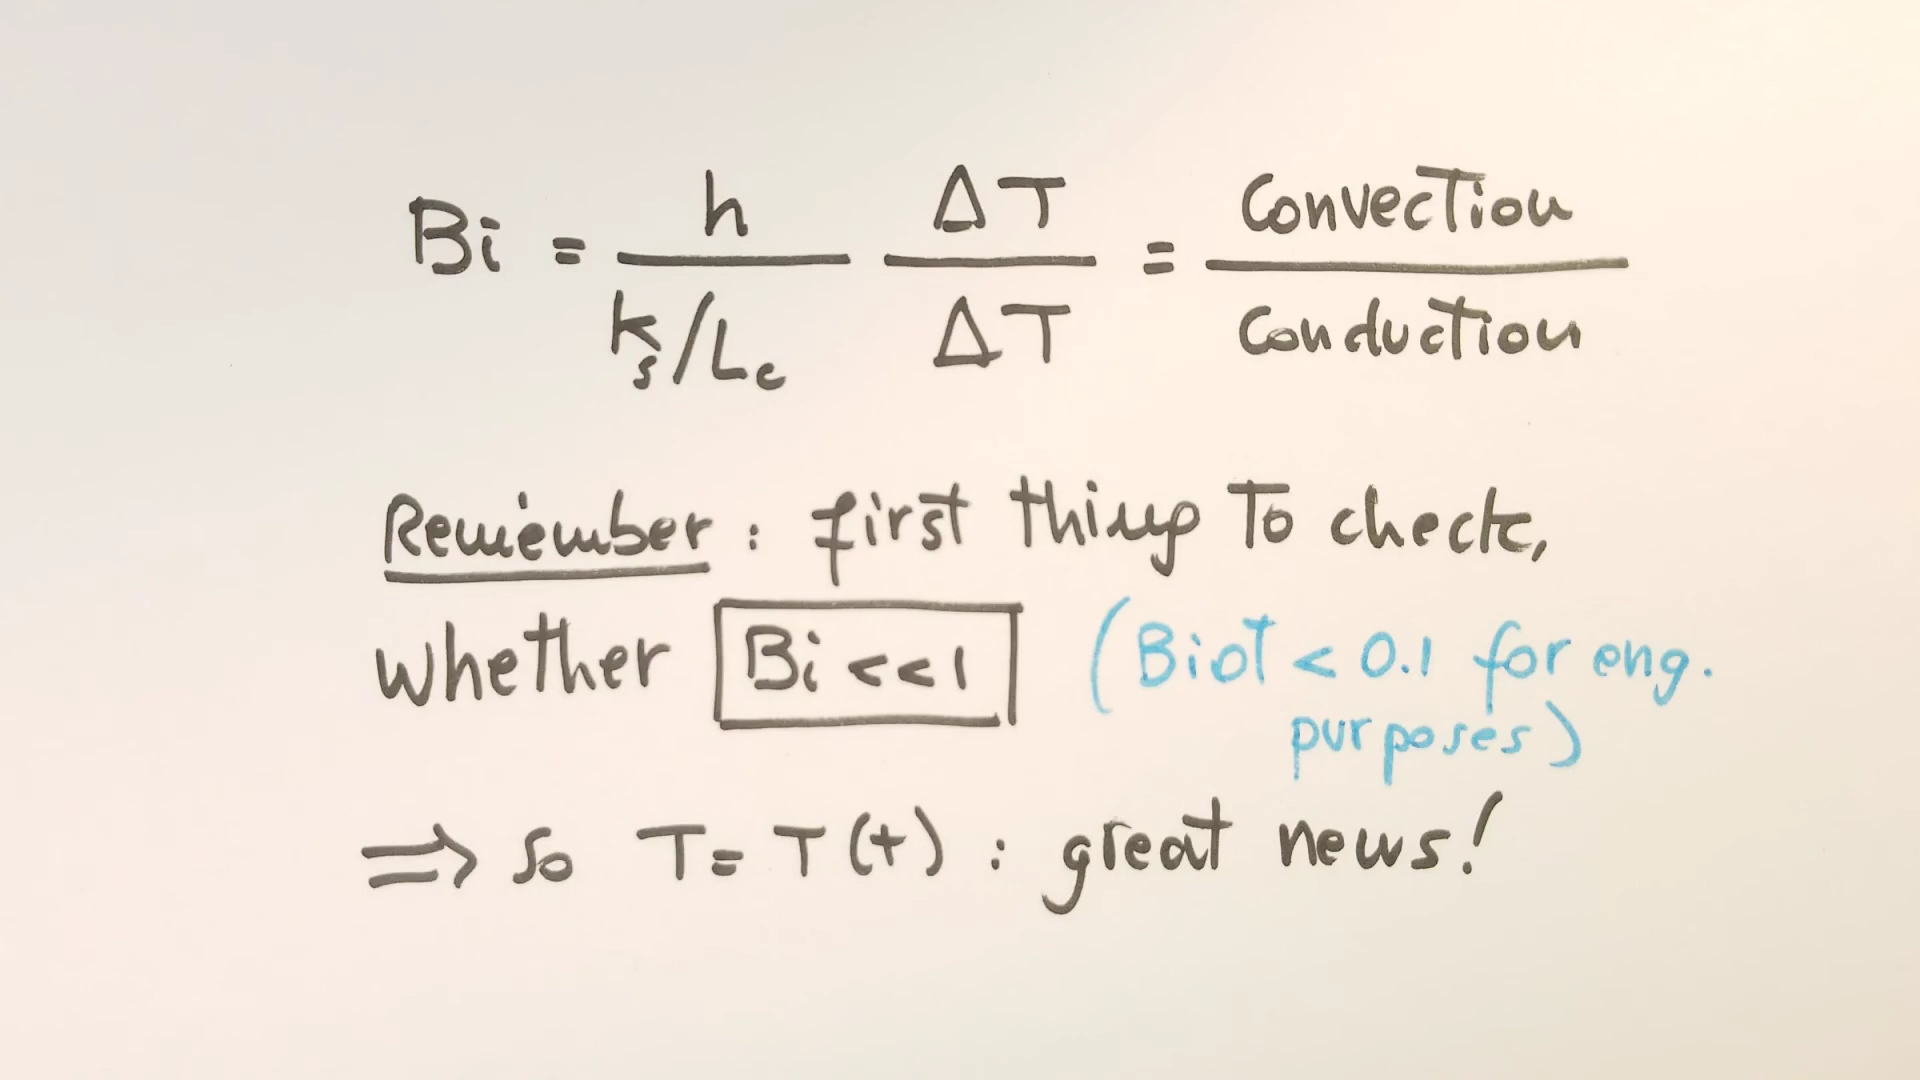 Bi = h / (ks/Lc) ΔT / ΔT = Convection / Conduction
Remember: first thing to check,
whether Bi <<1 (Biot < 0.1 for eng.
purposes)
=> so T = T(t) : great news!